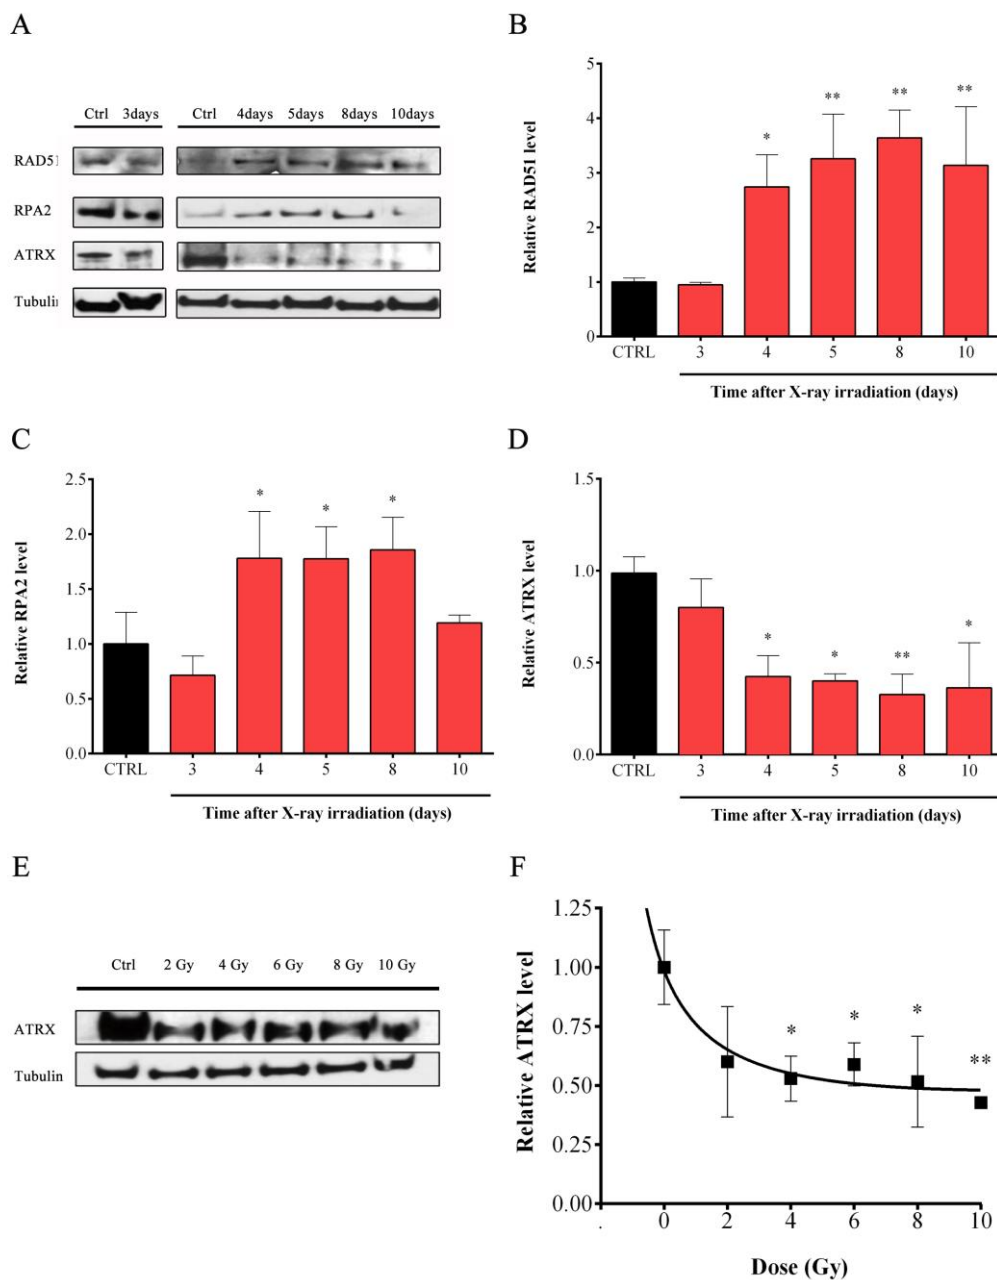 A
Ctrl 3days Ctrl 4days 5days 8days 10days
RAD51
RPA2
ATRX
Tubulin
B
Relative RAD51 level
5
4
3
2
1
0
* ** ** **
CTRL 3 4 5 8 10
Time after X-ray irradiation (days)
C
Relative RPA2 level
2.5
2.0
1.5
1.0
0.5
0.0
* * *
CTRL 3 4 5 8 10
Time after X-ray irradiation (days)
D
Relative ATRX level
1.5
1.0
0.5
0.0
* * ** *
CTRL 3 4 5 8 10
Time after X-ray irradiation (days)
E
Ctrl 2 Gy 4 Gy 6 Gy 8 Gy 10 Gy
ATRX
Tubulin
F
Relative ATRX level
1.25
1.00
0.75
0.50
0.25
0.00
* * * **
0 2 4 6 8 10
Dose (Gy)